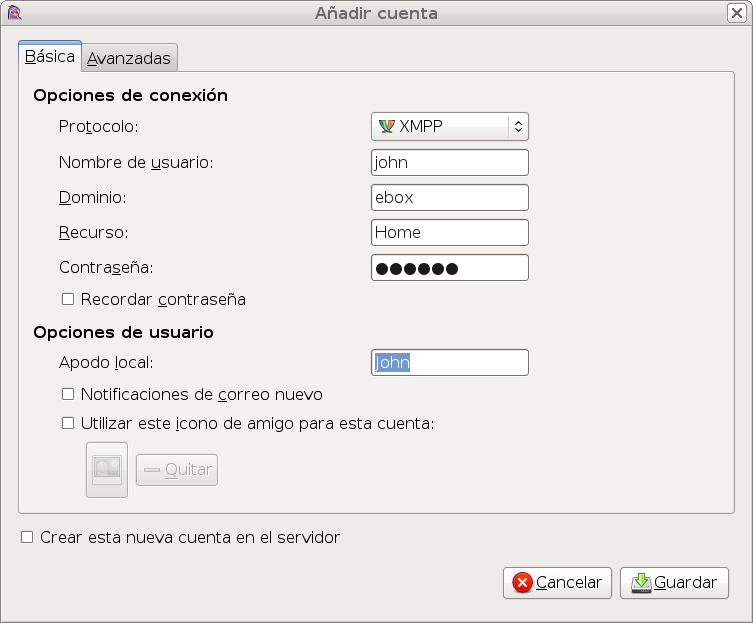 Añadir cuenta
Básica Avanzadas
Opciones de conexión
Protocolo: XMPP
Nombre de usuario: john
Dominio: ebox
Recurso: Home
Contraseña: ●●●●●●
Recordar contraseña
Opciones de usuario
Apodo local: John
Notificaciones de correo nuevo
Utilizar este icono de amigo para esta cuenta:
Quitar
Crear esta nueva cuenta en el servidor
Cancelar Guardar